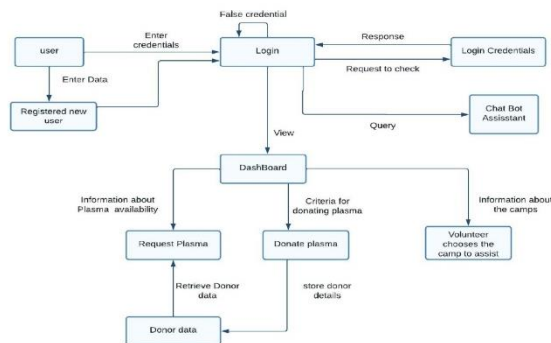 False credential
Enter
credentials
Response
user
Login
Login Credentials
Request to check
Enter Data
Registered new
user
Chat Bot
Assisstant
View
Query
DashBoard
Information about
Plasma availability
Criteria for
donating plasma
Information about
the camps
Request Plasma
Donate plasma
Volunteer
chooses the
camp to assist
Retrieve Donor
data
store donor
details
Donor data